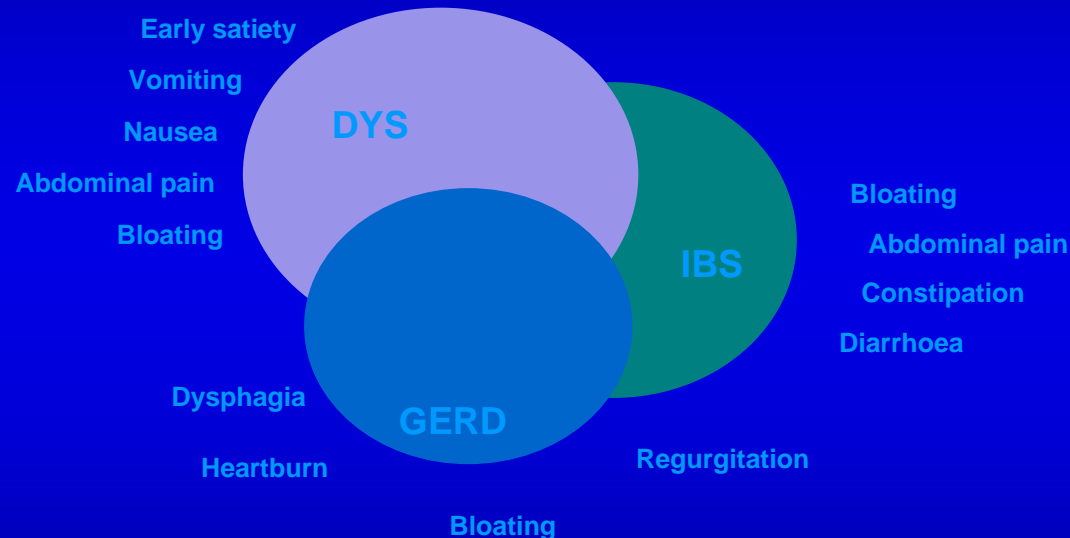 Early satiety
Vomiting
Nausea
Abdominal pain
Bloating
DYS
IBS
Bloating
Abdominal pain
Constipation
Diarrhoea
Dysphagia
Heartburn
GERD
Regurgitation
Bloating